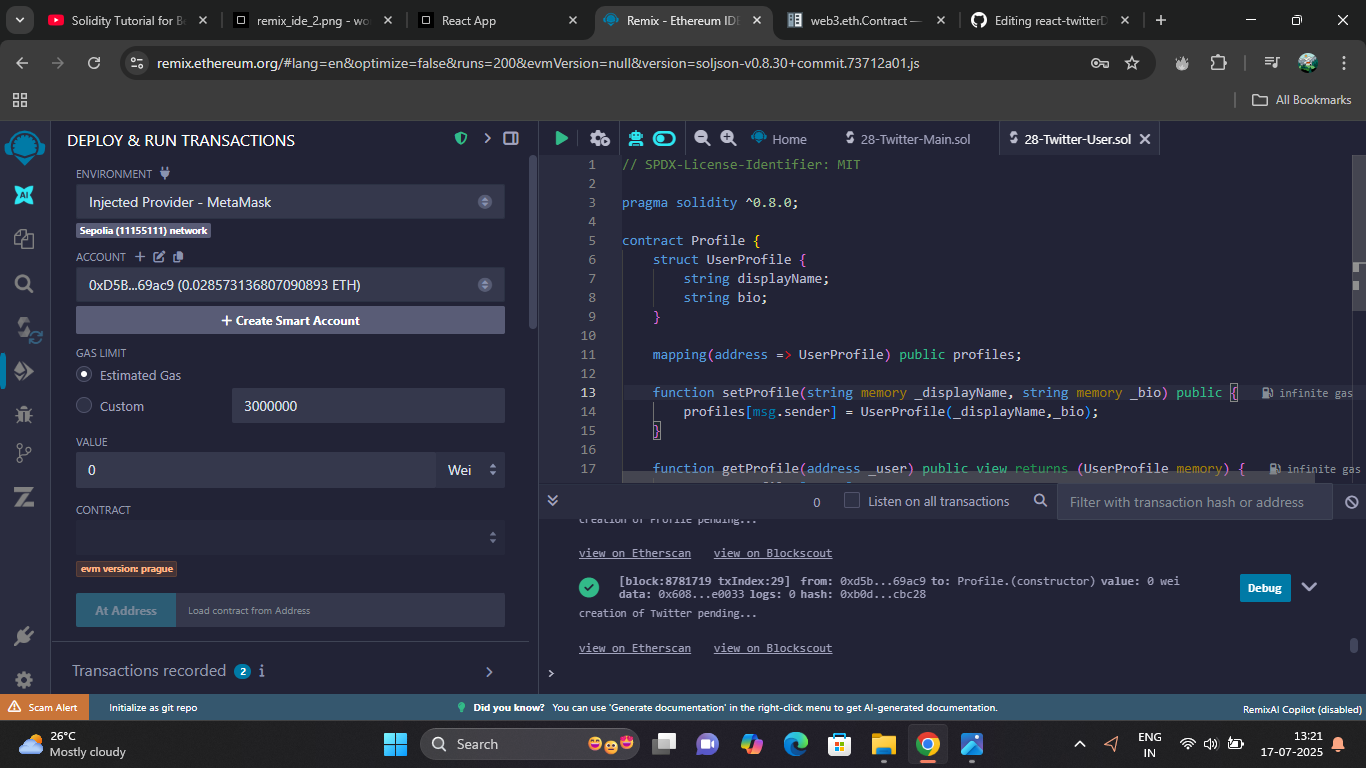 Solidity Tutorial for Be
remix_ide_2.png - wo
React App
Remix - Ethereum IDE
web3.eth.Contract —
Editing react-twitterD
remix.ethereum.org/#lang=en&optimize=false&runs=200&evmVersion=null&version=soljson-v0.8.30+commit.73712a01.js
All Bookmarks
DEPLOY & RUN TRANSACTIONS
ENVIRONMENT
Injected Provider - MetaMask
Sepolia (11155111) network
ACCOUNT
0xD5B...69ac9 (0.028573136807090893 ETH)
+ Create Smart Account
GAS LIMIT
Estimated Gas
Custom 3000000
VALUE
0 Wei
CONTRACT
evm version: prague
At Address Load contract from Address
Transactions recorded 2 i
AI
Home 28-Twitter-Main.sol 28-Twitter-User.sol
1 // SPDX-License-Identifier: MIT
2
3 pragma solidity ^0.8.0;
4
5 contract Profile {
6 struct UserProfile {
7 string displayName;
8 string bio;
9 }
10
11 mapping(address => UserProfile) public profiles;
12
13 function setProfile(string memory _displayName, string memory _bio) public { infinite gas
14 profiles[msg.sender] = UserProfile(_displayName,_bio);
15 }
16
17 function getProfile(address _user) public view returns (UserProfile memory) { infinite gas
0 Listen on all transactions Filter with transaction hash or address
creation of Profile pending...
view on Etherscan view on Blockscout
[block:8781719 txIndex:29] from: 0xd5b...69ac9 to: Profile.(constructor) value: 0 wei
data: 0x608...e0033 logs: 0 hash: 0xb0d...cbc28
Debug
creation of Twitter pending...
view on Etherscan view on Blockscout
>
Scam Alert Initialize as git repo Did you know? You can use 'Generate documentation' in the right-click menu to get AI-generated documentation. RemixAI Copilot (disabled)
26°C
Mostly cloudy
Search
ENG
IN
13:21
17-07-2025